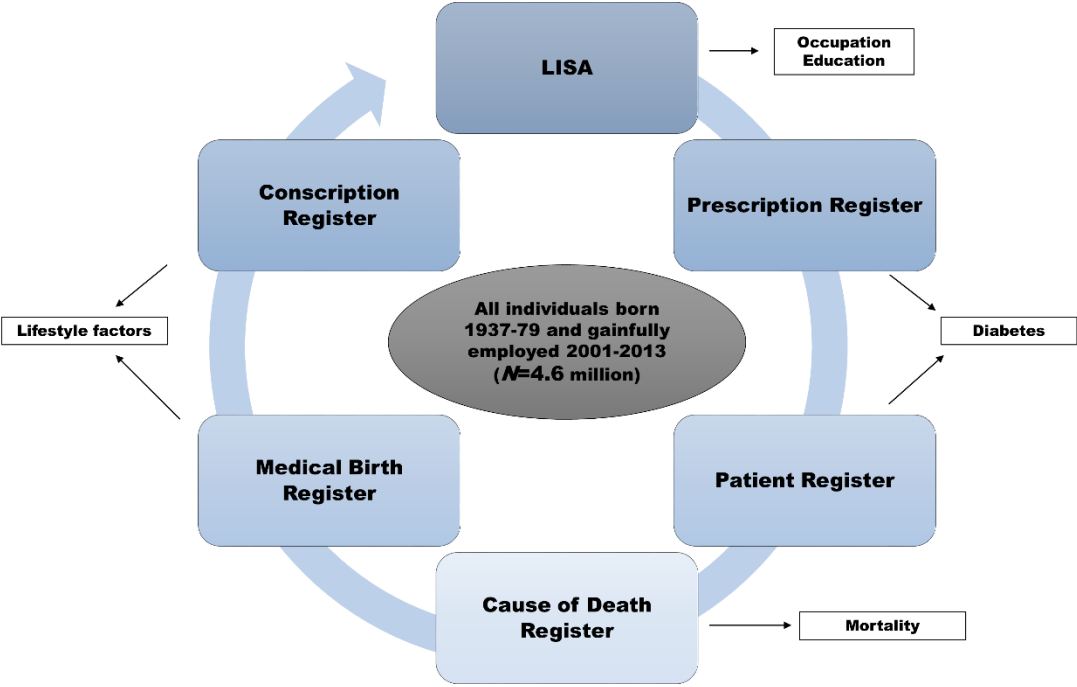 LISA
Occupation
Education
Conscription
Register
Prescription Register
All individuals born
1937-79 and gainfully
employed 2001-2013
(N=4.6 million)
Lifestyle factors
Diabetes
Medical Birth
Register
Patient Register
Cause of Death
Register
Mortality